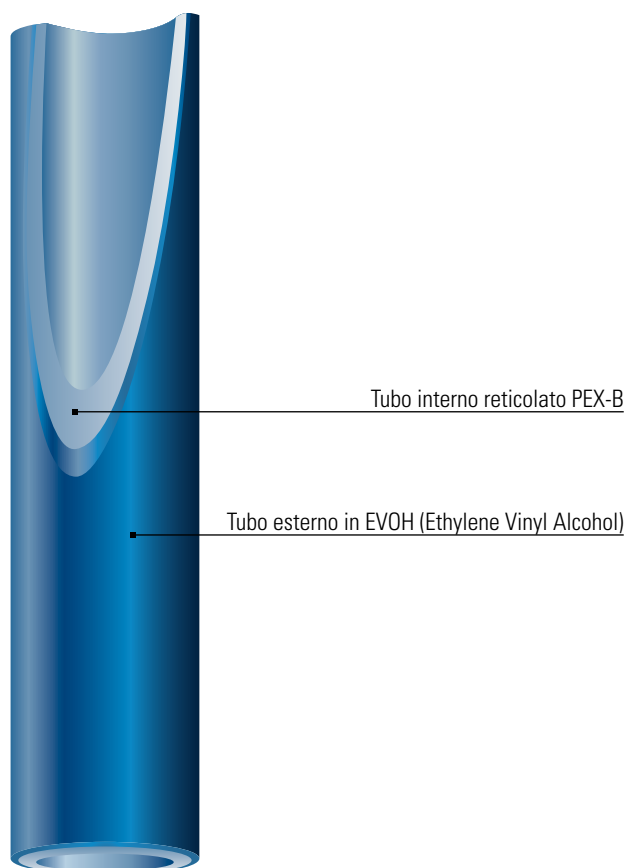 Tubo interno reticolato PEX-B
Tubo esterno in EVOH (Ethylene Vinyl Alcohol)